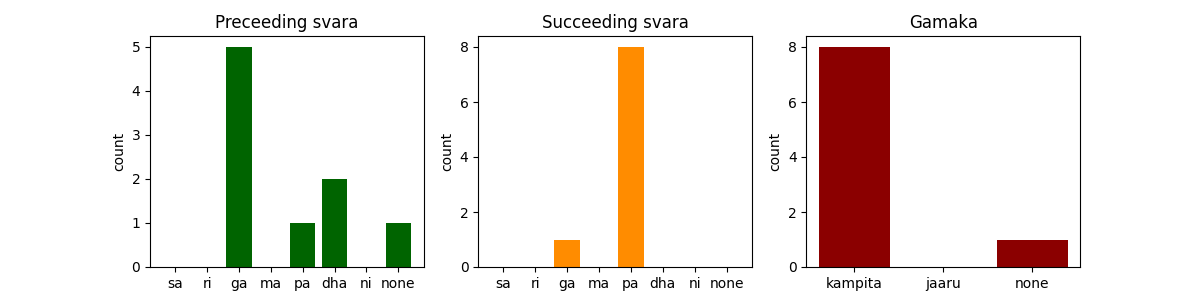 Preceeding svara
count
5
4
3
2
1
0
sa ri ga ma pa dha ni none
Succeeding svara
count
8
6
4
2
0
sa ri ga ma pa dha ni none
Gamaka
count
8
6
4
2
0
kampita jaaru none